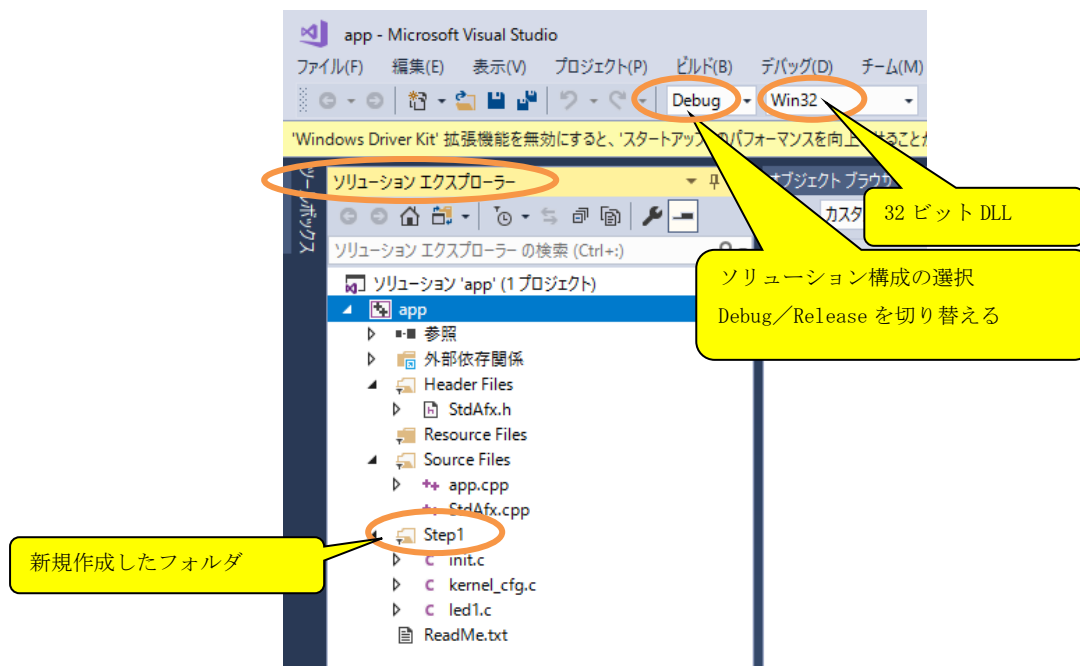 app - Microsoft Visual Studio
ファイル(F) 編集(E) 表示(V) プロジェクト(P) ビルド(B) デバッグ(D) チーム(M)
Debug Win32
'Windows Driver Kit' 拡張機能を無効にすると、'スタートアップ のパフォーマンスを向上
ツールボックス
ソリューション エクスプローラー
オブジェクト ブラウザ
カスタ
32 ビット DLL
ソリューション エクスプローラー の検索 (Ctrl+:)
ソリューション構成の選択
Debug/Release を切り替える
ソリューション 'app' (1 プロジェクト)
app
参照
外部依存関係
Header Files
StdAfx.h
Resource Files
Source Files
app.cpp
StdAfx.cpp
Step1
新規作成したフォルダ
init.c
kernel_cfg.c
led1.c
ReadMe.txt